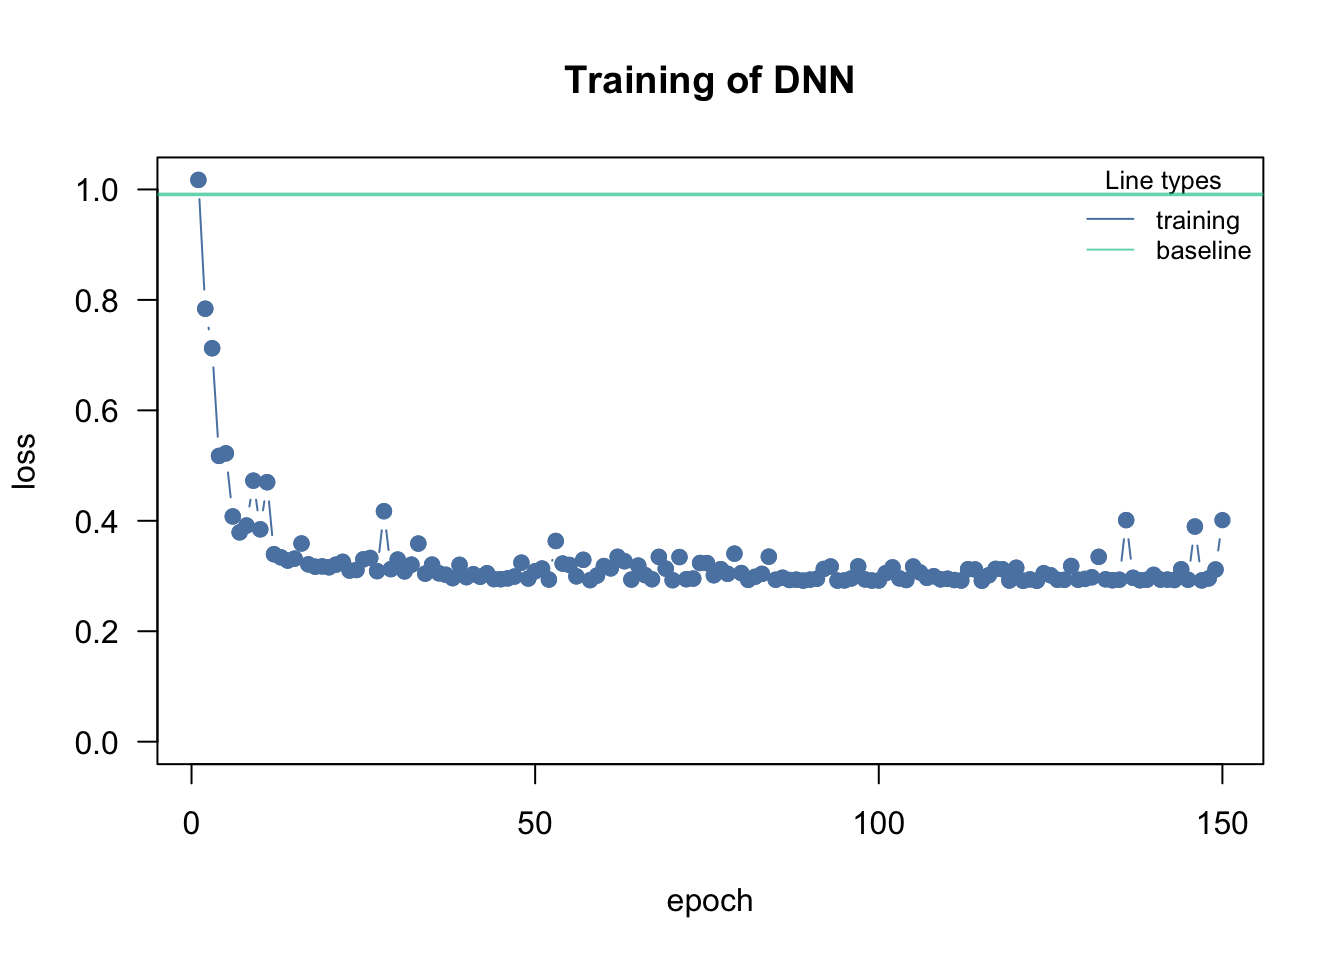 Training of DNN
Line types
training
baseline
1.0
0.8
0.6
0.4
0.2
0.0
loss
0 50 100 150
epoch